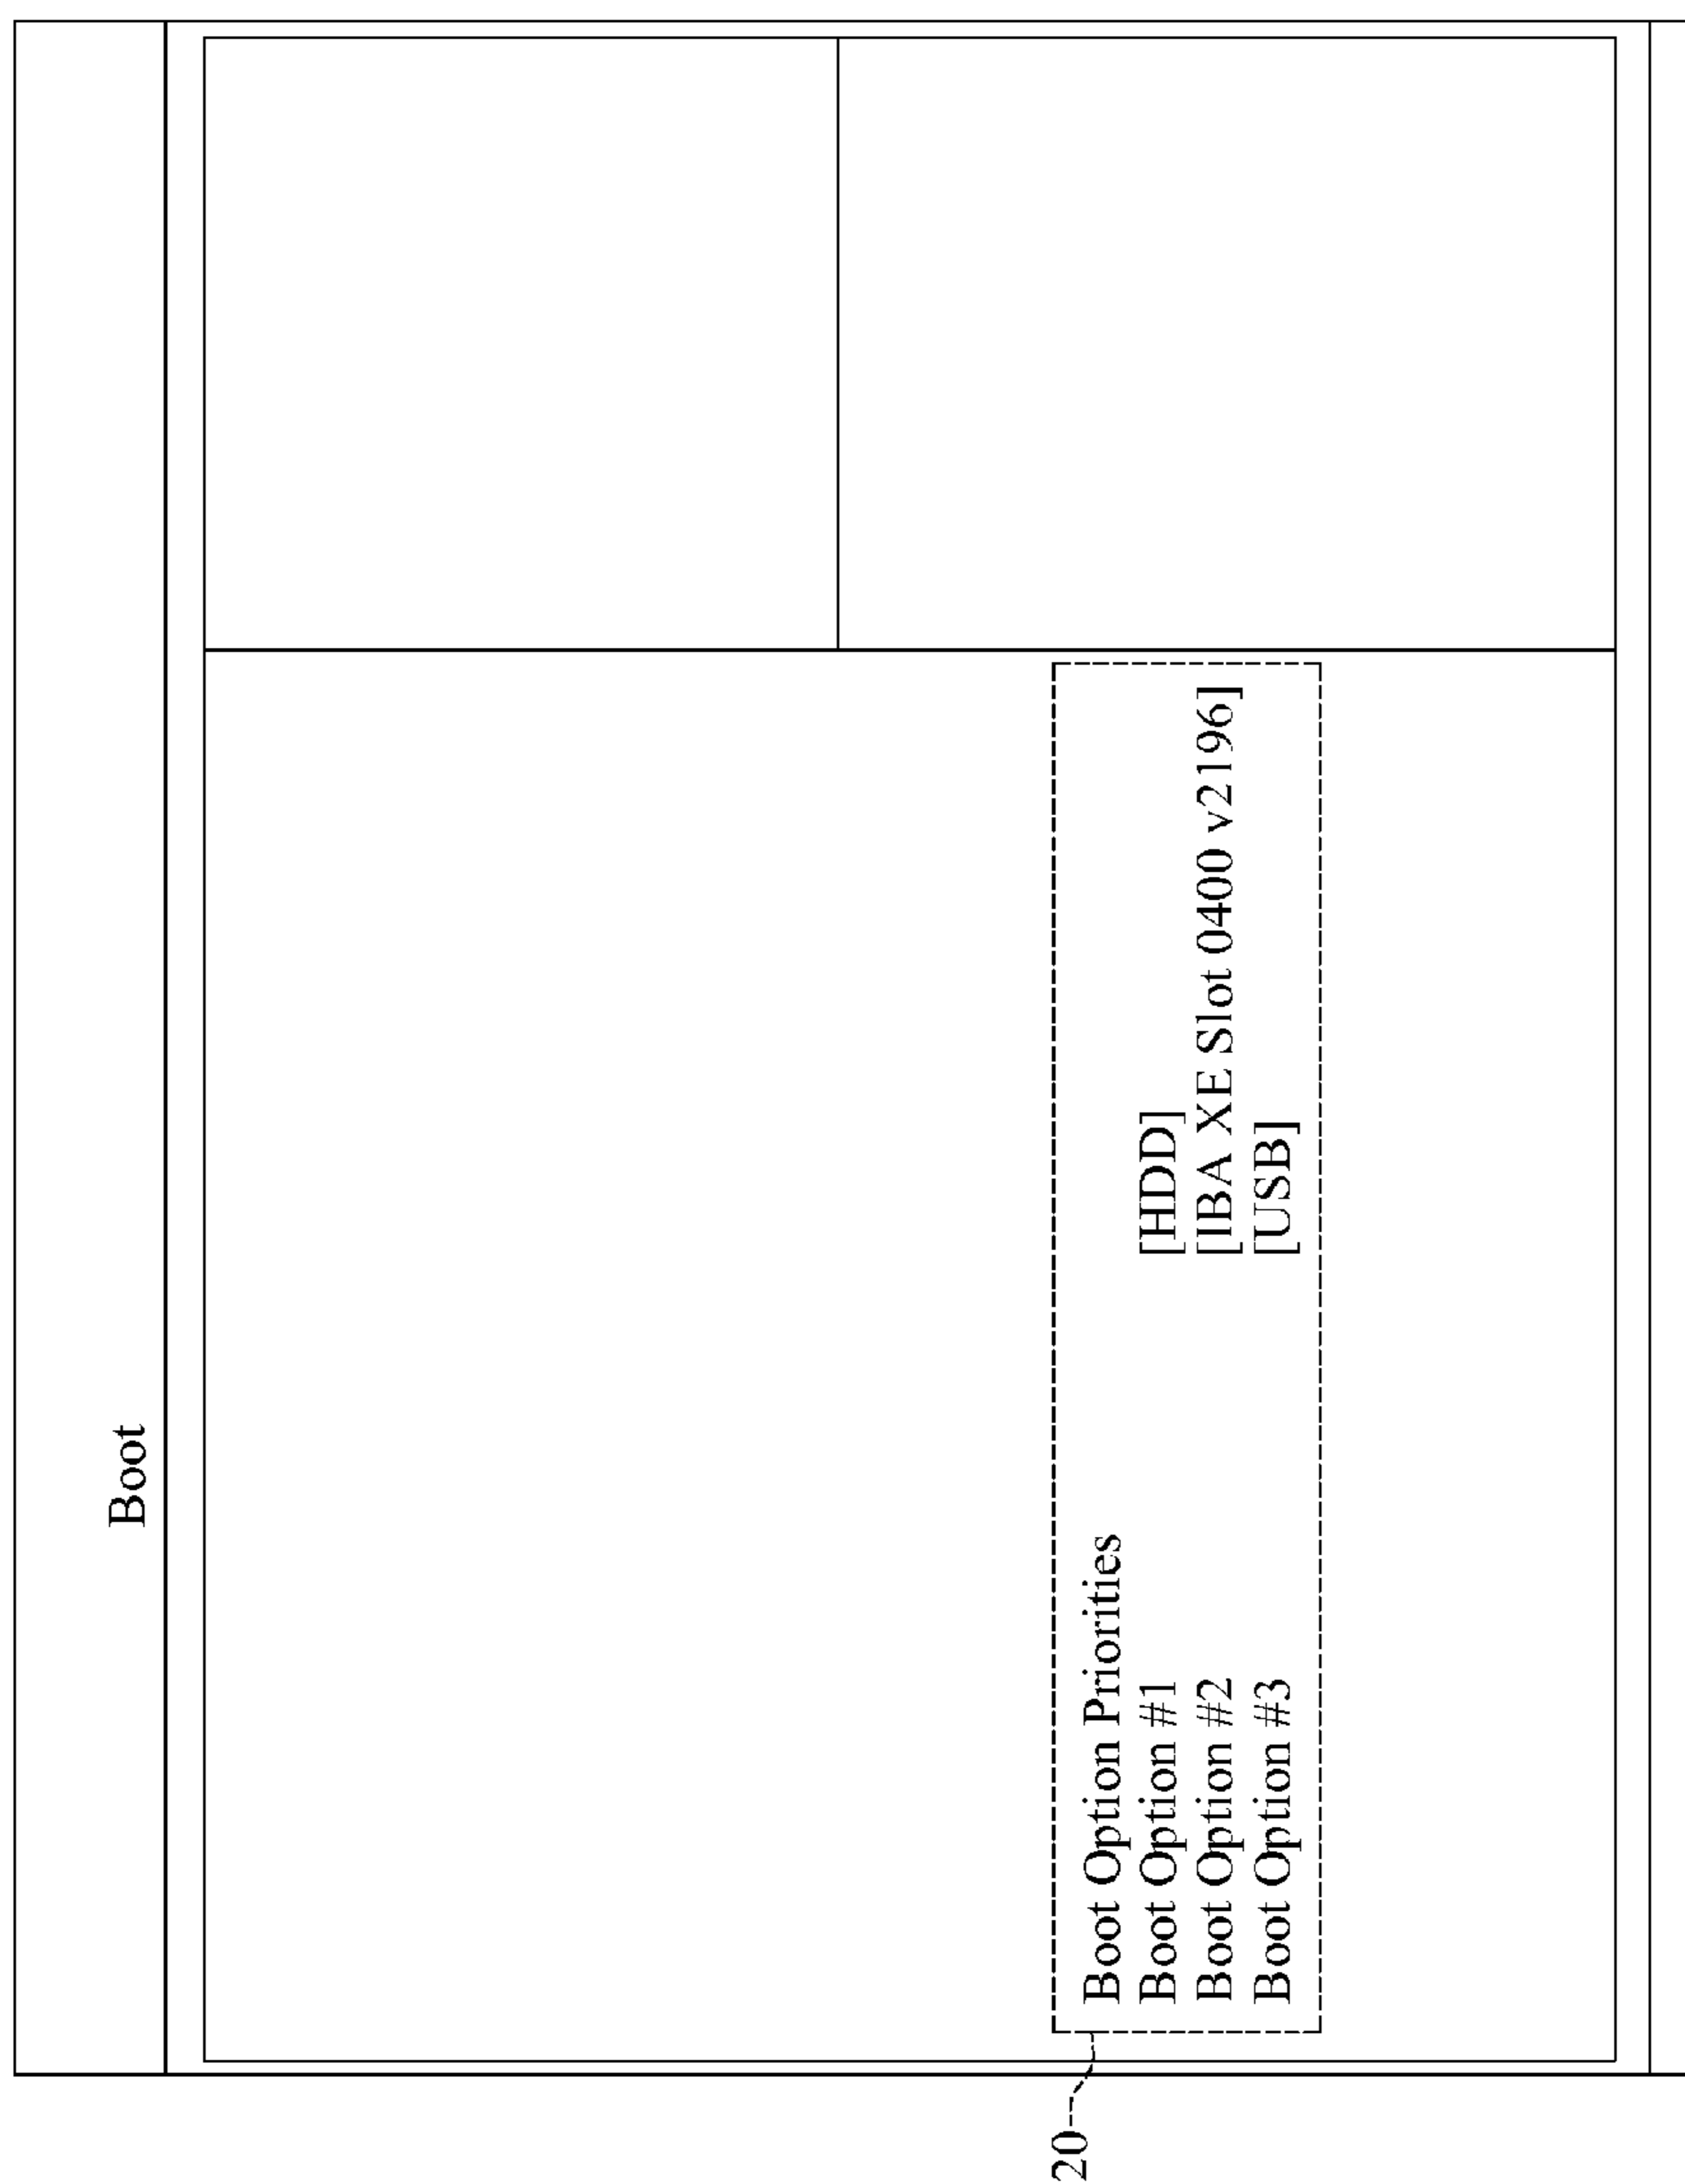 Boot
Boot Option Priorities
Boot Option #1 [HDD]
Boot Option #2 [IBA XE Slot 0400 v2196]
Boot Option #3 [USB]
20